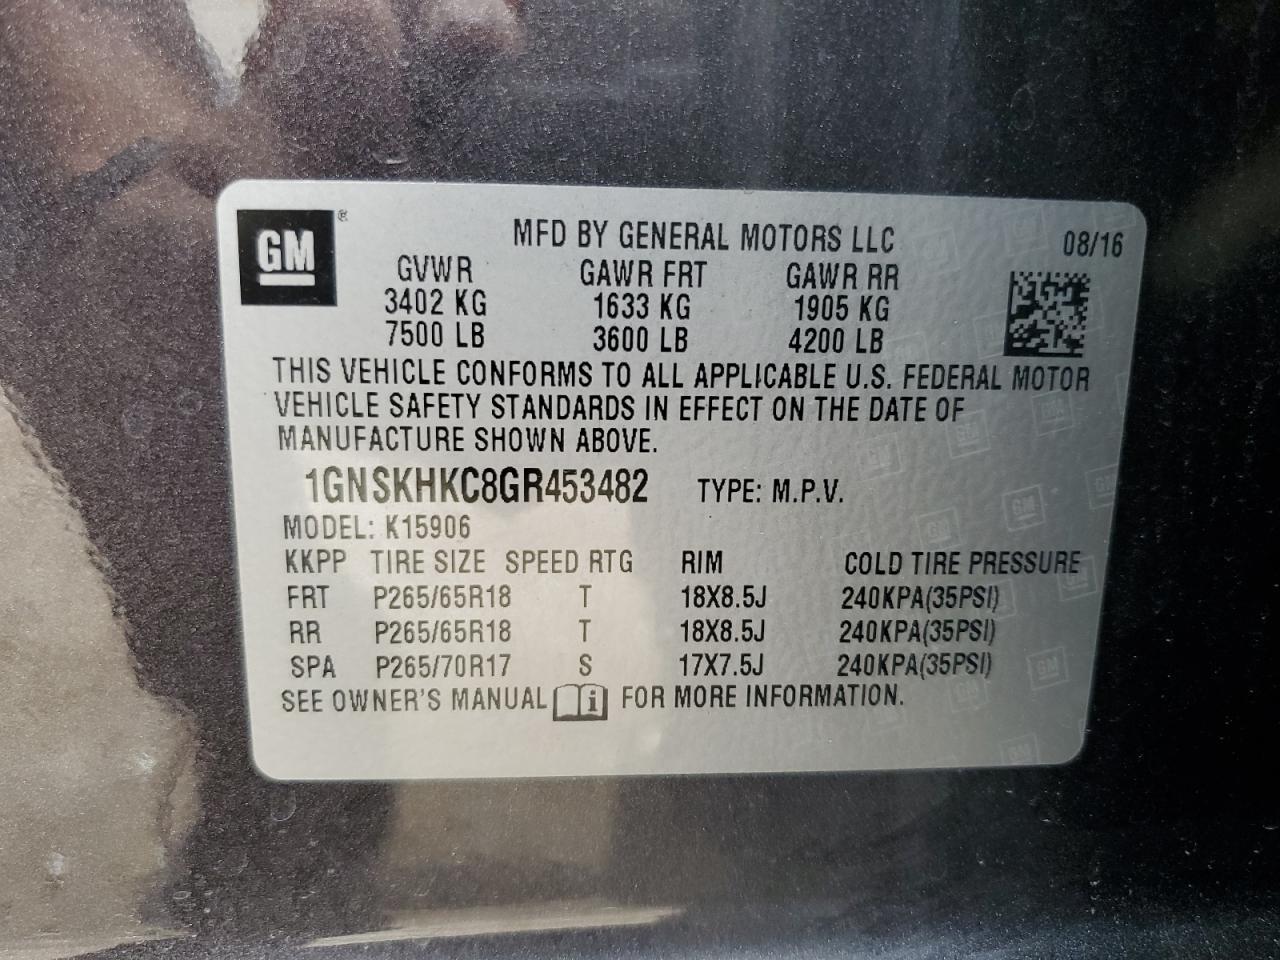 GM ®
MFD BY GENERAL MOTORS LLC 08/16
GVWR GAWR FRT GAWR RR
3402 KG 1633 KG 1905 KG
7500 LB 3600 LB 4200 LB
THIS VEHICLE CONFORMS TO ALL APPLICABLE U.S. FEDERAL MOTOR
VEHICLE SAFETY STANDARDS IN EFFECT ON THE DATE OF
MANUFACTURE SHOWN ABOVE.
1GNSKHKC8GR453482 TYPE: M.P.V.
MODEL: K15906
KKPP TIRE SIZE SPEED RTG RIM COLD TIRE PRESSURE
FRT P265/65R18 T 18X8.5J 240KPA(35PSI)
RR P265/65R18 T 18X8.5J 240KPA(35PSI)
SPA P265/70R17 S 17X7.5J 240KPA(35PSI)
SEE OWNER'S MANUAL i FOR MORE INFORMATION.